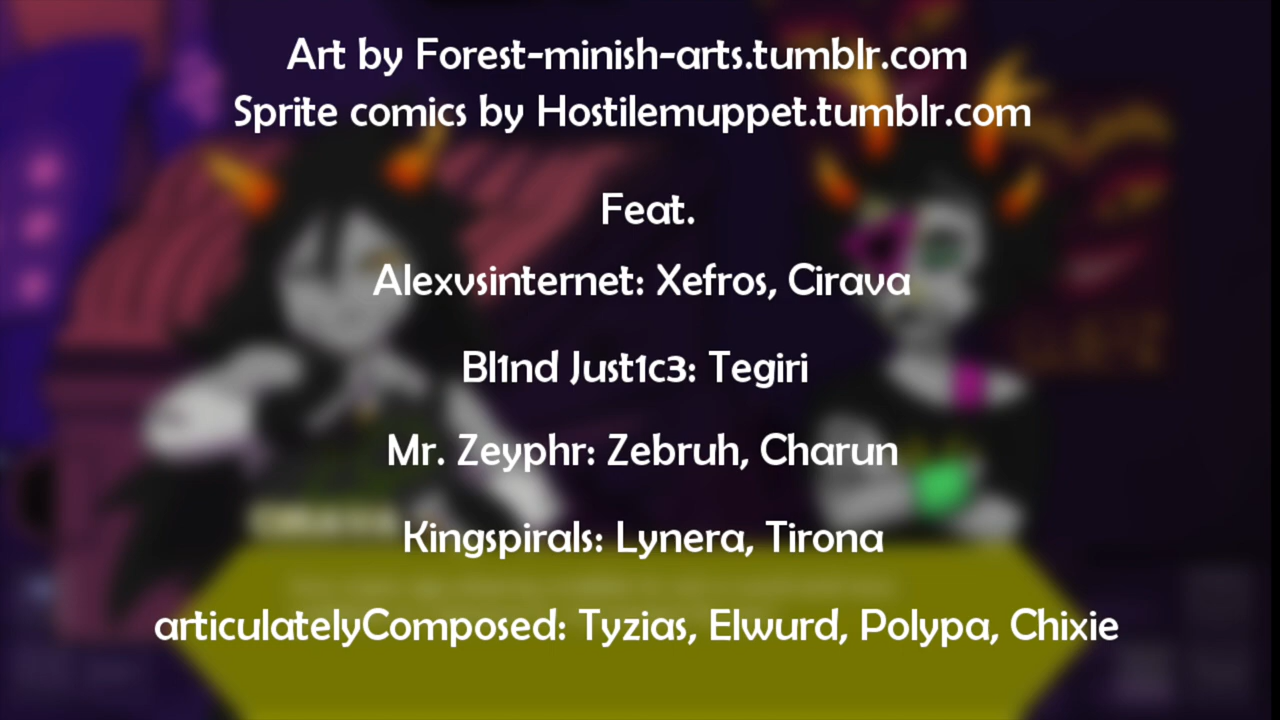 Art by Forest-minish-arts.tumblr.com
Sprite comics by Hostilemuppet.tumblr.com
Feat.
Alexvsinternet: Xefros, Cirava
Bl1nd Just1c3: Tegiri
Mr. Zeyphr: Zebruh, Charun
Kingspirals: Lynera, Tirona
articulatelyComposed: Tyzias, Elwurd, Polypa, Chixie